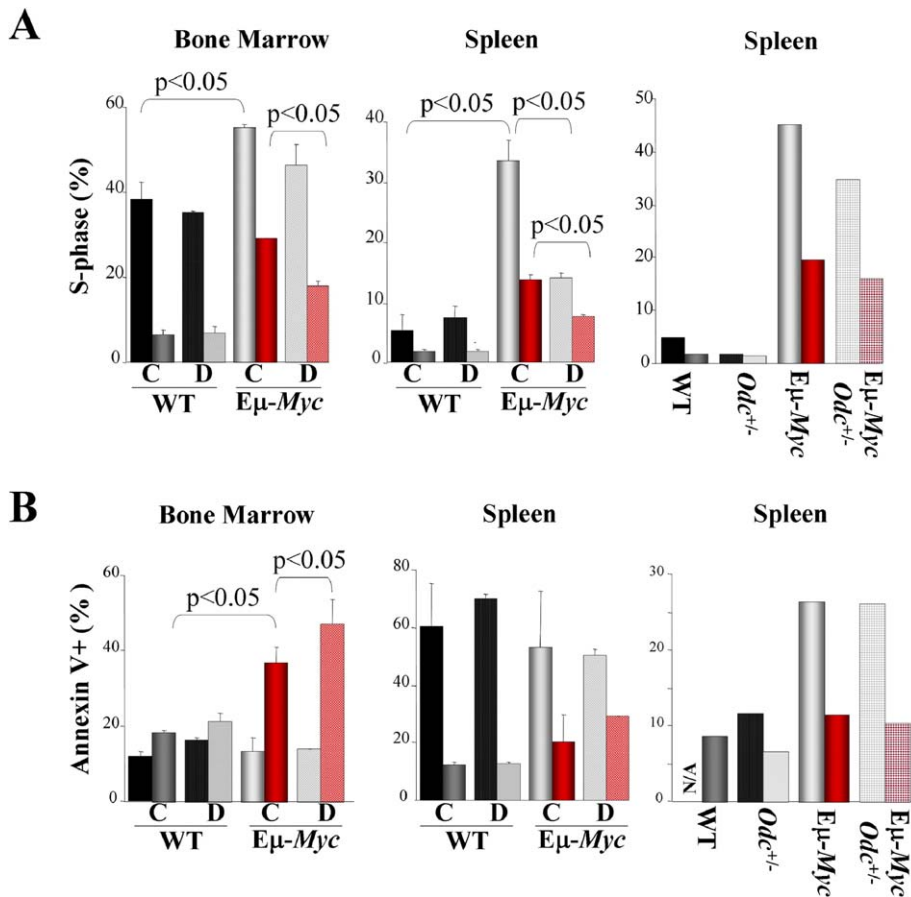 A
Bone Marrow
Spleen
Spleen
S-phase (%)
60
40
20
0
p<0.05
p<0.05
C
D
C
D
WT
Eμ-Myc
40
30
20
10
0
p<0.05
p<0.05
p<0.05
C
D
C
D
WT
Eμ-Myc
50
40
30
20
10
0
WT
Odc+/-
Eμ-Myc
Eμ-Myc
Odc+/-
B
Bone Marrow
Spleen
Spleen
Annexin V+ (%)
60
40
20
0
p<0.05
p<0.05
C
D
C
D
WT
Eμ-Myc
80
60
40
20
0
C
D
C
D
WT
Eμ-Myc
30
20
10
0
N/A
WT
Odc+/-
Eμ-Myc
Eμ-Myc
Odc+/-